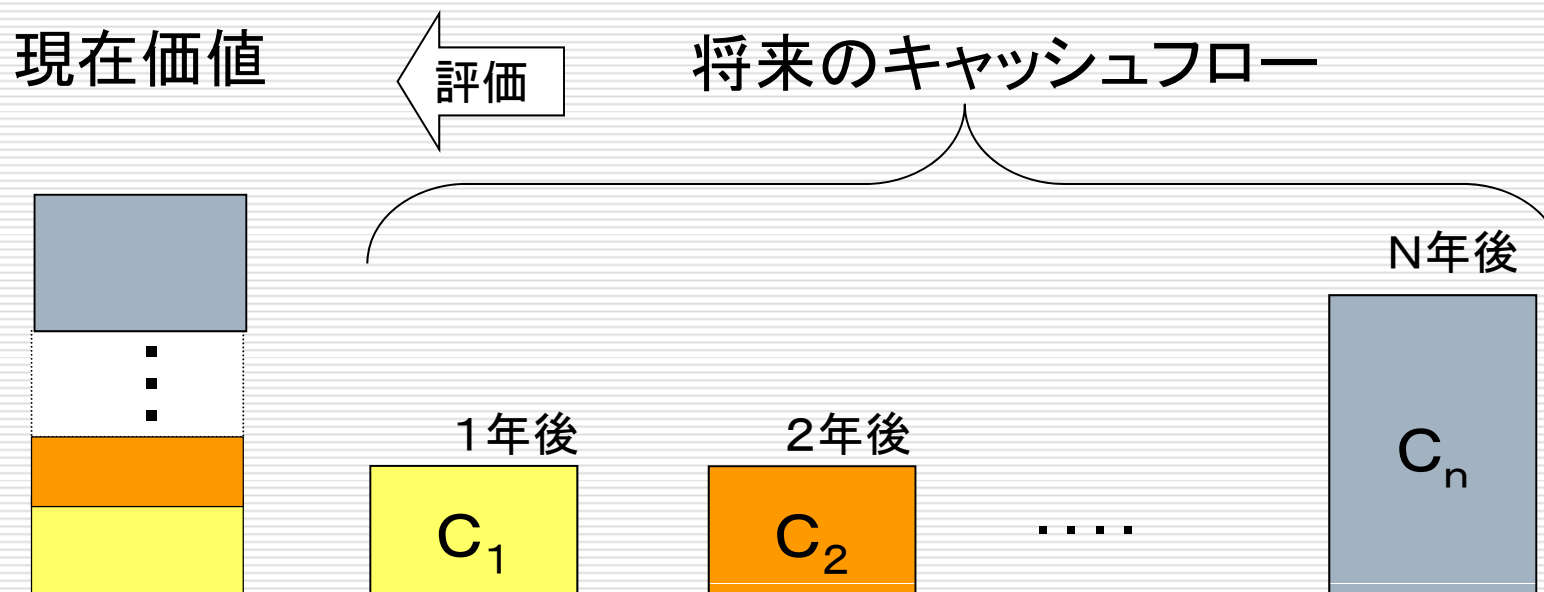 現在価値
評価
将来のキャッシュフロー
N年後
1年後
2年後
Cn
C1
C2